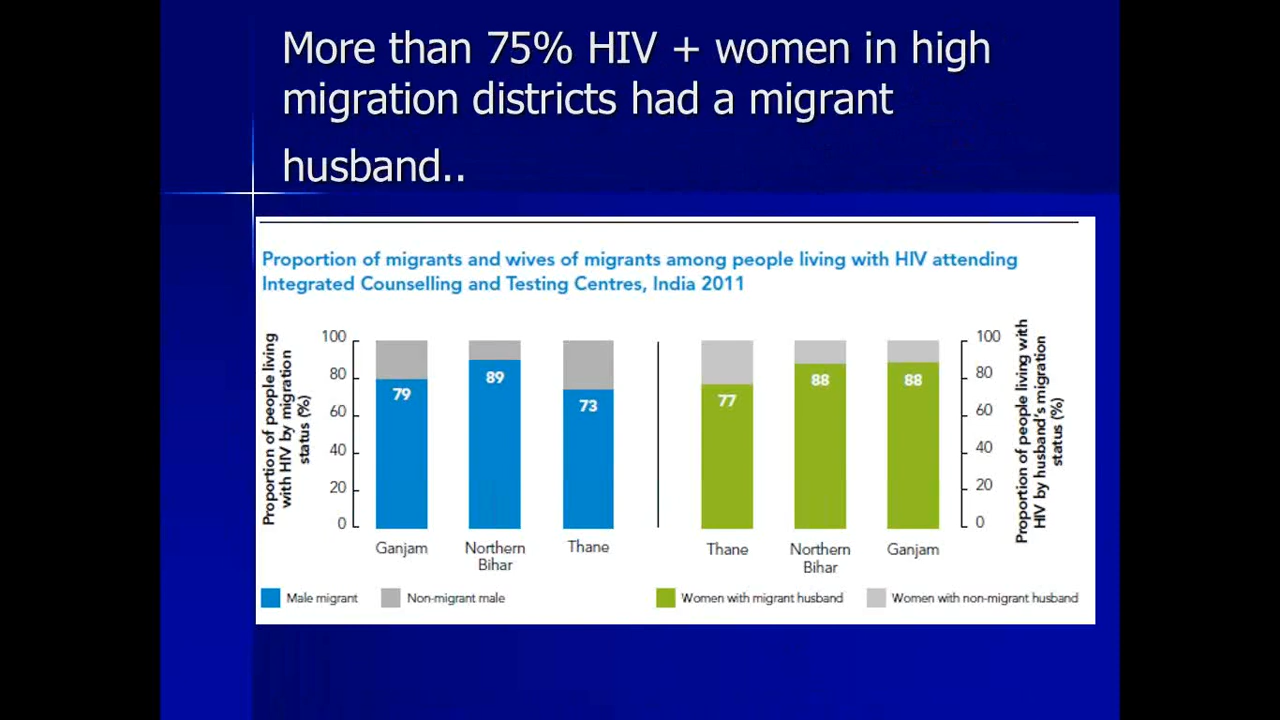 More than 75% HIV + women in high
migration districts had a migrant
husband..
Proportion of migrants and wives of migrants among people living with HIV attending
Integrated Counselling and Testing Centres, India 2011
Proportion of people living
with HIV by migration
status (%)
100
80
60
40
20
0
79
89
73
Ganjam
Northern
Bihar
Thane
Male migrant
Non-migrant male
77
88
88
Thane
Northern
Bihar
Ganjam
100
80
60
40
20
0
Proportion of people living with
HIV by husband's migration
status (%)
Women with migrant husband
Women with non-migrant husband